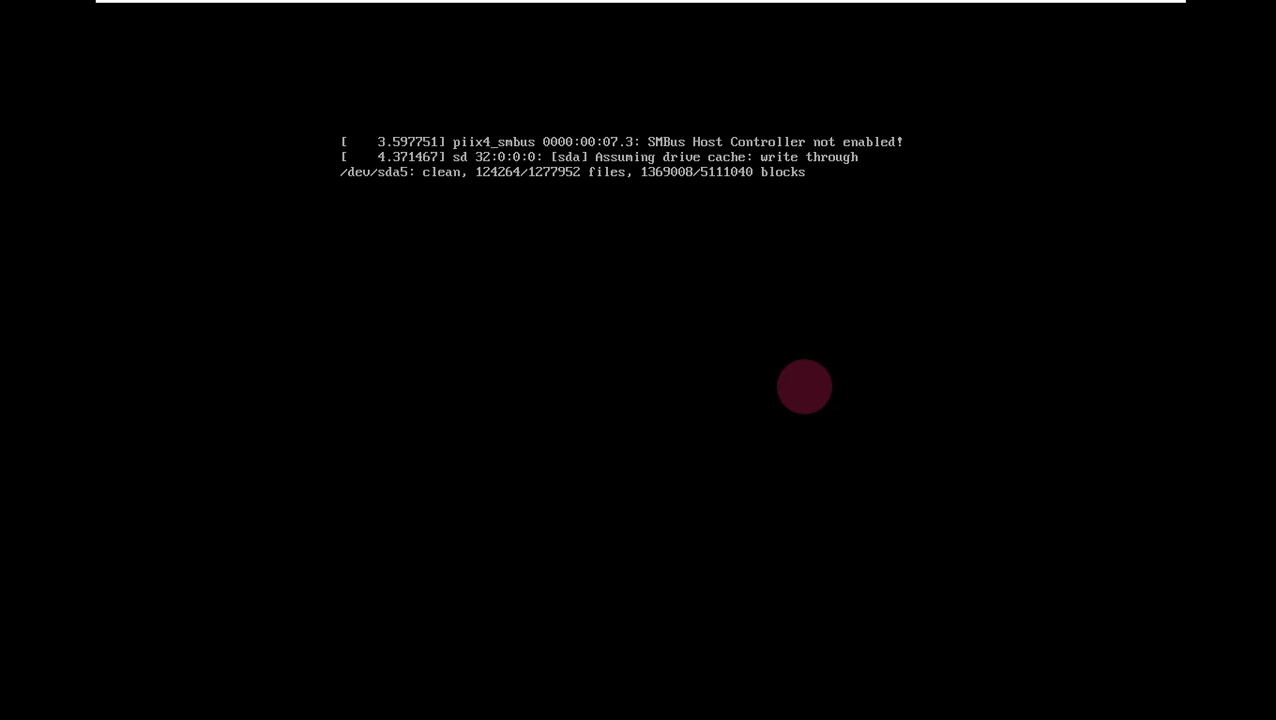 [    3.597751] piix4_smbus 0000:00:07.3: SMBus Host Controller not enabled!
[    4.371467] sd 32:0:0:0: [sda] Assuming drive cache: write through
/dev/sda5: clean, 124264/1277952 files, 1369008/5111040 blocks